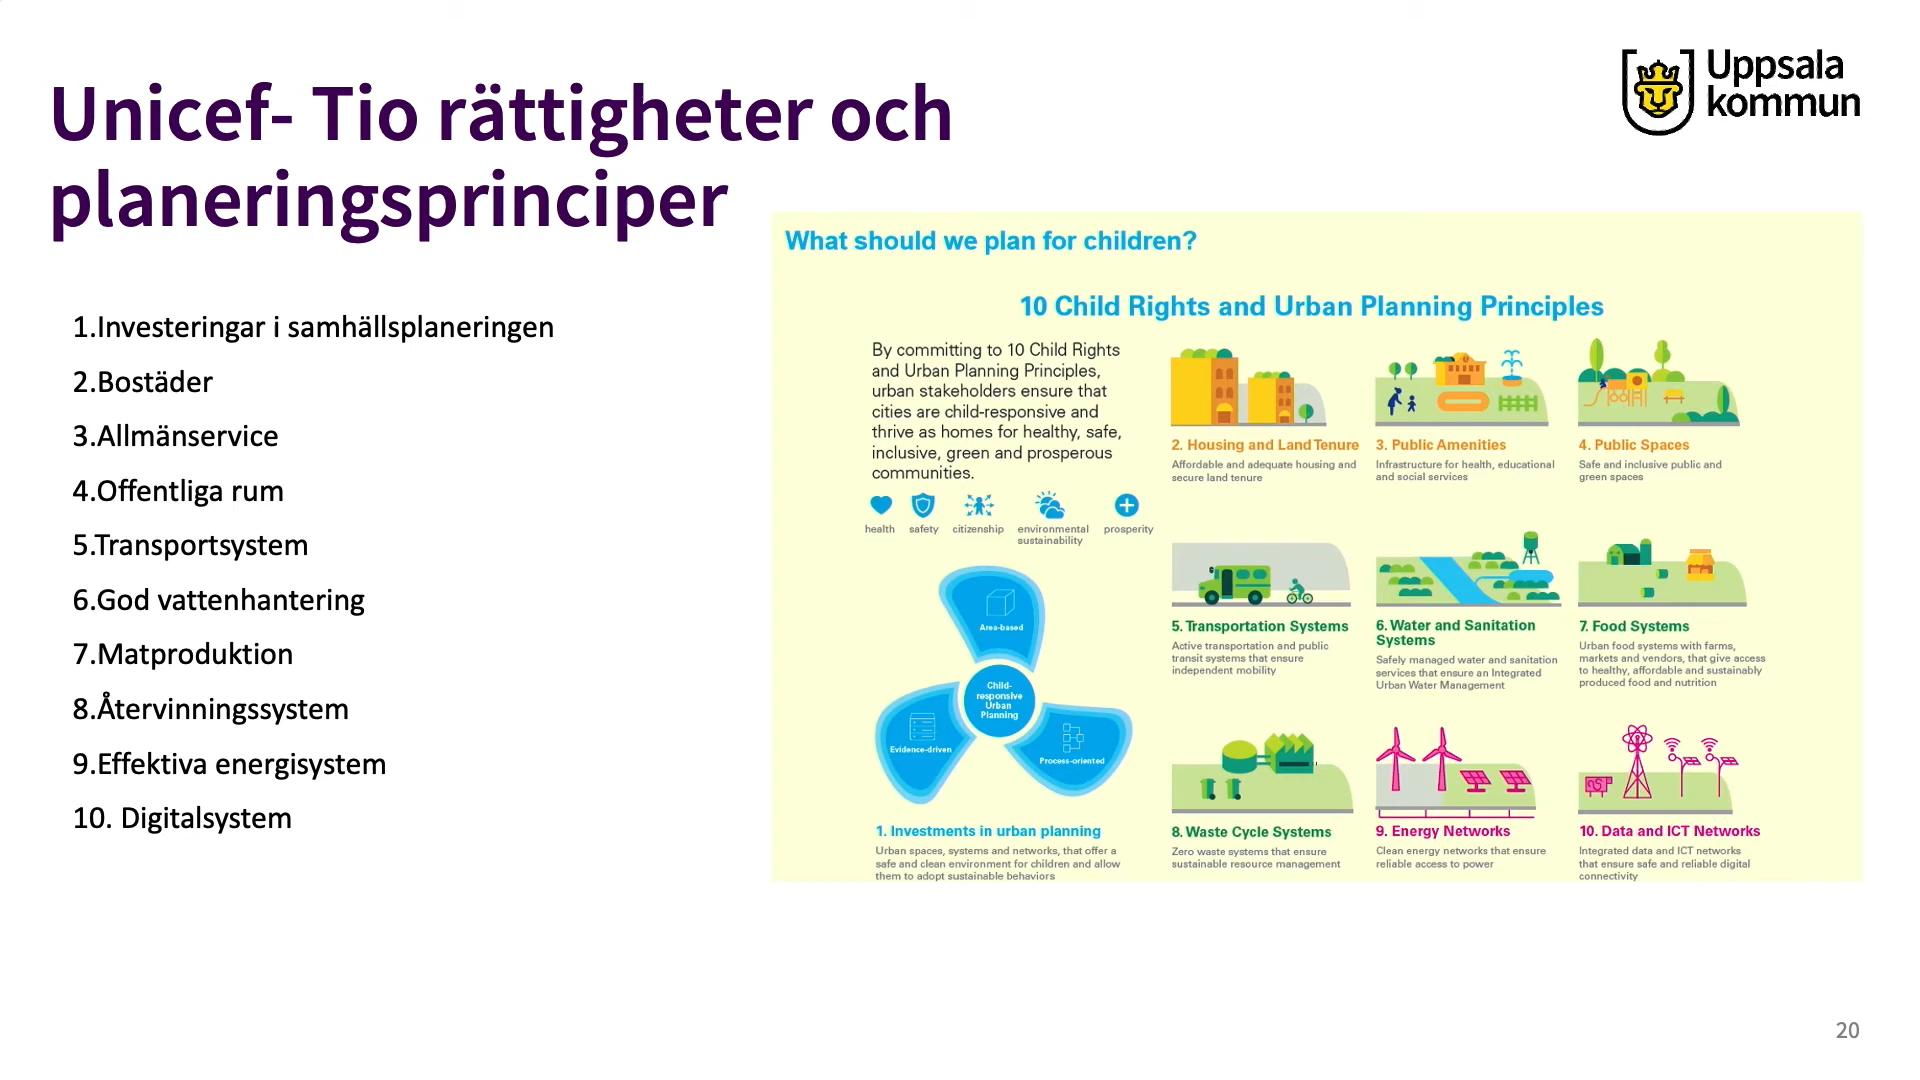 Unicef- Tio rättigheter och
planeringsprinciper
Uppsala
kommun
1.Investeringar i samhällsplaneringen
2.Bostäder
3.Allmänservice
4.Offentliga rum
5.Transportsystem
6.God vattenhantering
7.Matproduktion
8.Återvinningssystem
9.Effektiva energisystem
10. Digitalsystem
What should we plan for children?
10 Child Rights and Urban Planning Principles
By committing to 10 Child Rights
and Urban Planning Principles,
urban stakeholders ensure that
cities are child-responsive and
thrive as homes for healthy, safe,
inclusive, green and prosperous
communities.
health
safety
citizenship
environmental
sustainability
prosperity
Area-based
Child-
responsive
Urban
Planning
Evidence-driven
Process-oriented
1. Investments in urban planning
Urban spaces, systems and networks, that offer a
safe and clean environment for children and allow
them to adopt sustainable behaviors
2. Housing and Land Tenure
Affordable and adequate housing and
secure land tenure
3. Public Amenities
Infrastructure for health, educational
and social services
4. Public Spaces
Safe and inclusive public and
green spaces
5. Transportation Systems
Active transportation and public
transit systems that ensure
independent mobility
6. Water and Sanitation
Systems
Safely managed water and sanitation
services that ensure an Integrated
Urban Water Management
7. Food Systems
Urban food systems with farms,
markets and vendors, that give access
to healthy, affordable and sustainably
produced food and nutrition
8. Waste Cycle Systems
Zero waste systems that ensure
sustainable resource management
9. Energy Networks
Clean energy networks that ensure
reliable access to power
10. Data and ICT Networks
Integrated data and ICT networks
that ensure safe and reliable digital
connectivity
20